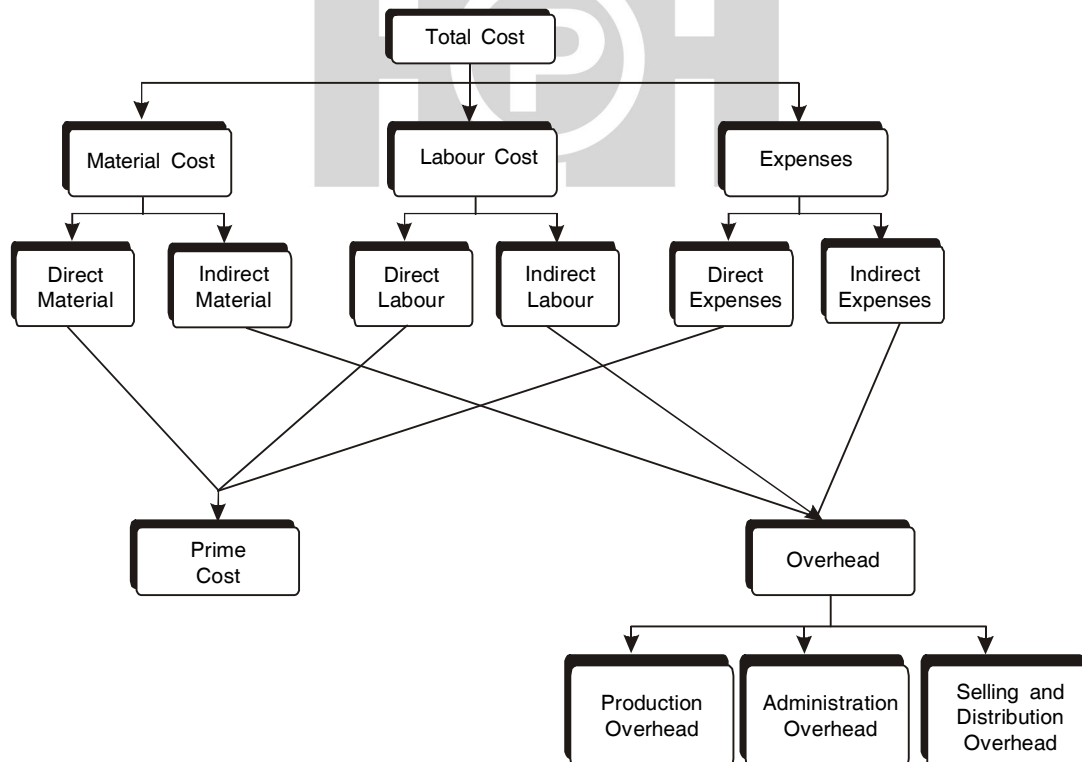 Total Cost
Material Cost
Labour Cost
Expenses
Direct
Material
Indirect
Material
Direct
Labour
Indirect
Labour
Direct
Expenses
Indirect
Expenses
Prime
Cost
Overhead
Production
Overhead
Administration
Overhead
Selling and
Distribution
Overhead